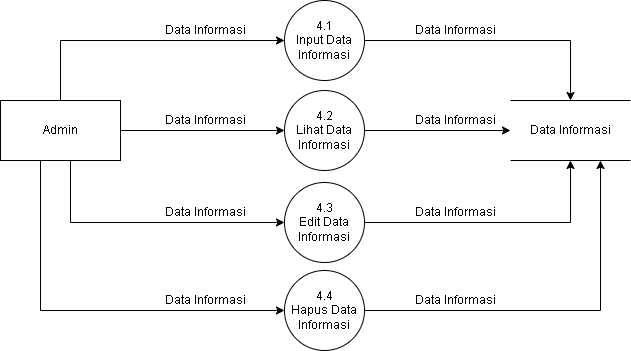 Data Informasi
4.1
Input Data
Informasi
Data Informasi
Admin
Data Informasi
4.2
Lihat Data
Informasi
Data Informasi
Data Informasi
Data Informasi
4.3
Edit Data
Informasi
Data Informasi
Data Informasi
4.4
Hapus Data
Informasi
Data Informasi